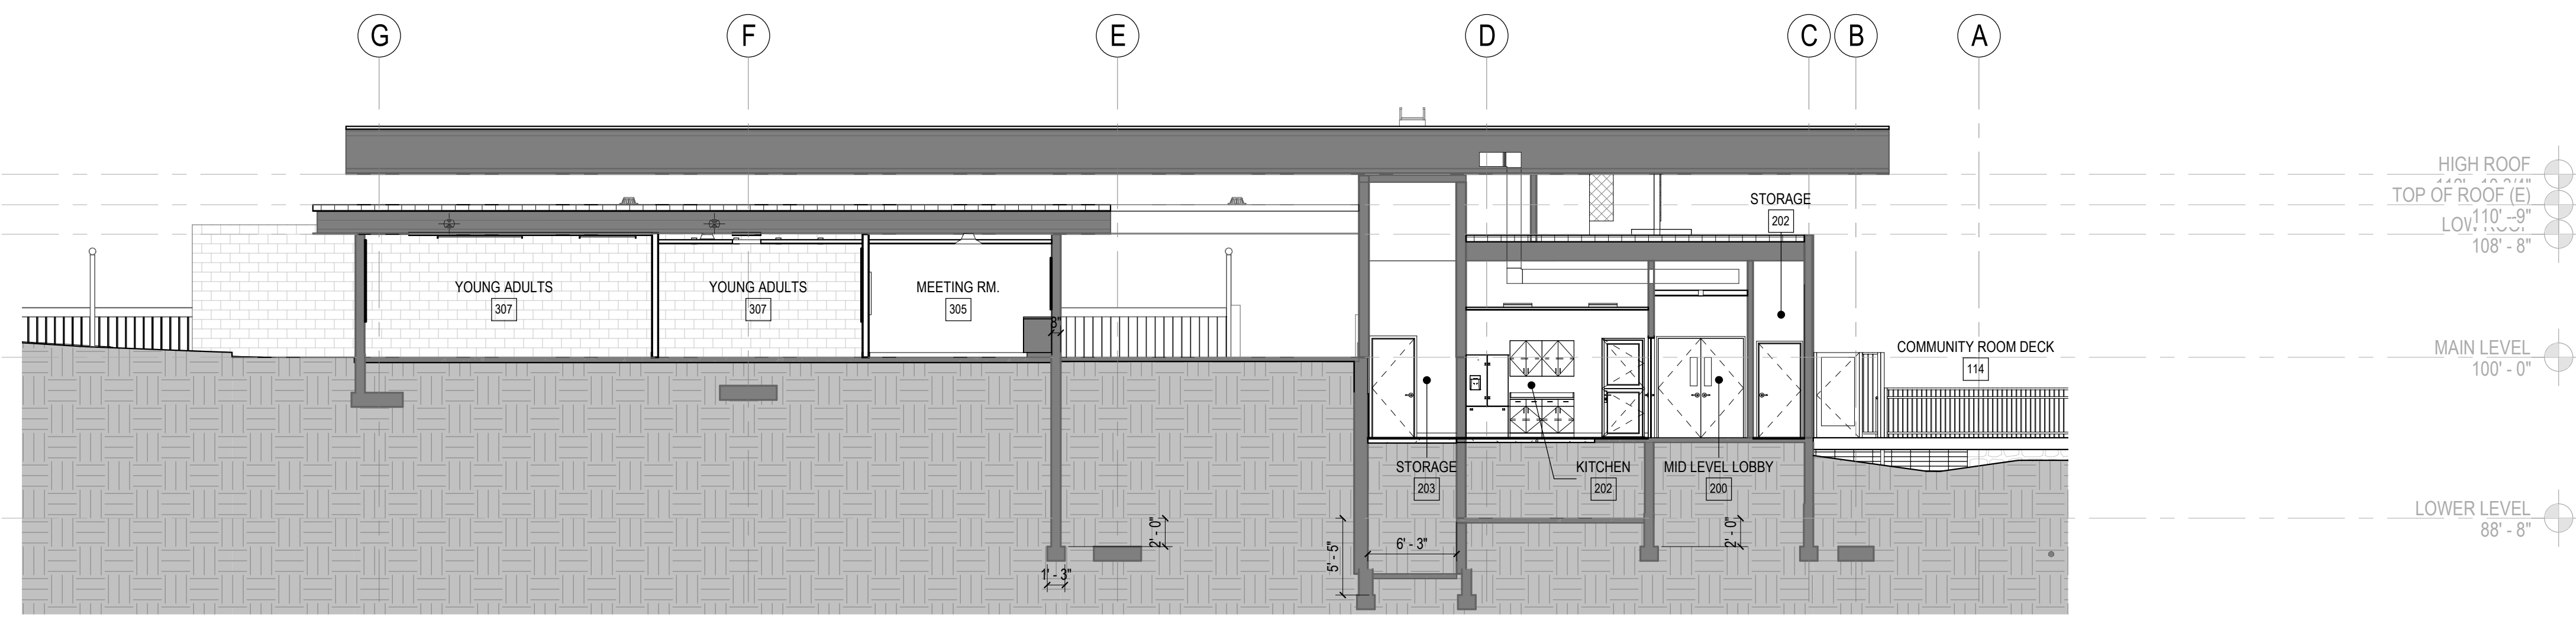 G
F
E
D
C
B
A
HIGH ROOF
TOP OF ROOF (E)
110' - 9"
108' - 8"
STORAGE
202
YOUNG ADULTS
307
YOUNG ADULTS
307
MEETING RM.
305
8"
COMMUNITY ROOM DECK
114
MAIN LEVEL
100' - 0"
STORAGE
203
KITCHEN
202
MID LEVEL LOBBY
200
LOWER LEVEL
88' - 8"
2' - 0"
2' - 0"
5' - 5"
6' - 3"
1' - 3"